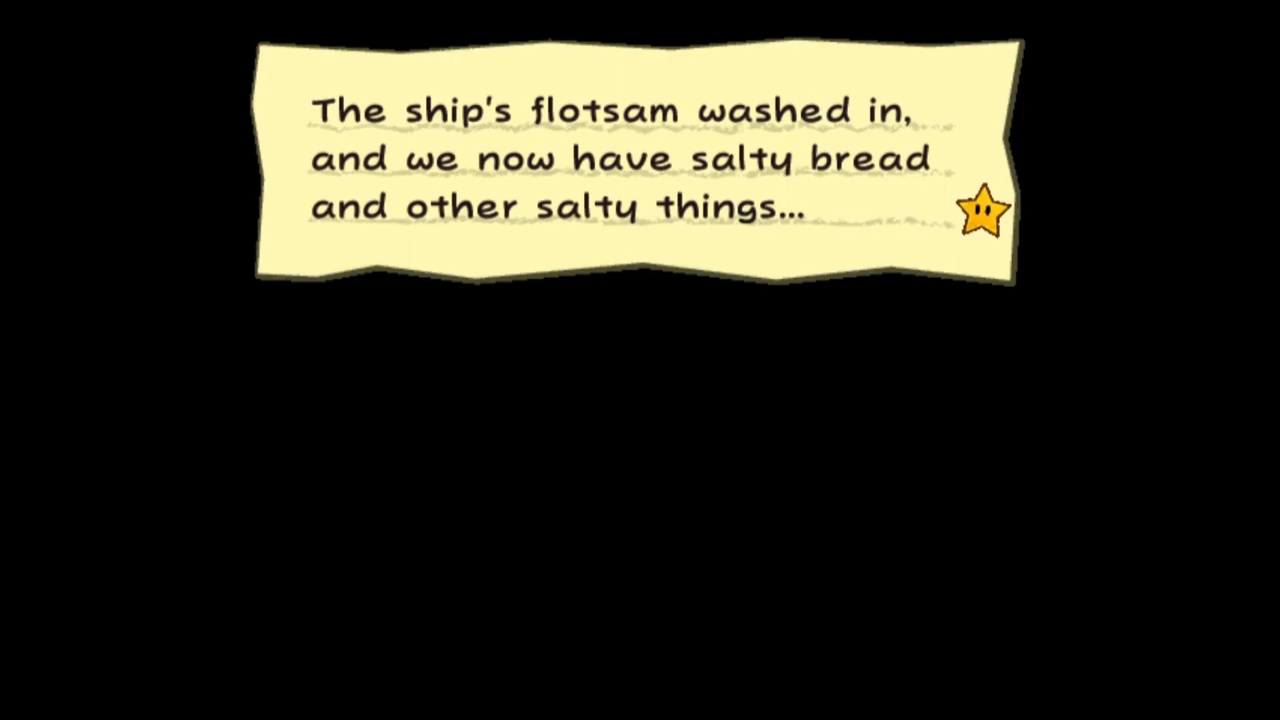 The ship's flotsam washed in,
and we now have salty bread
and other salty things...